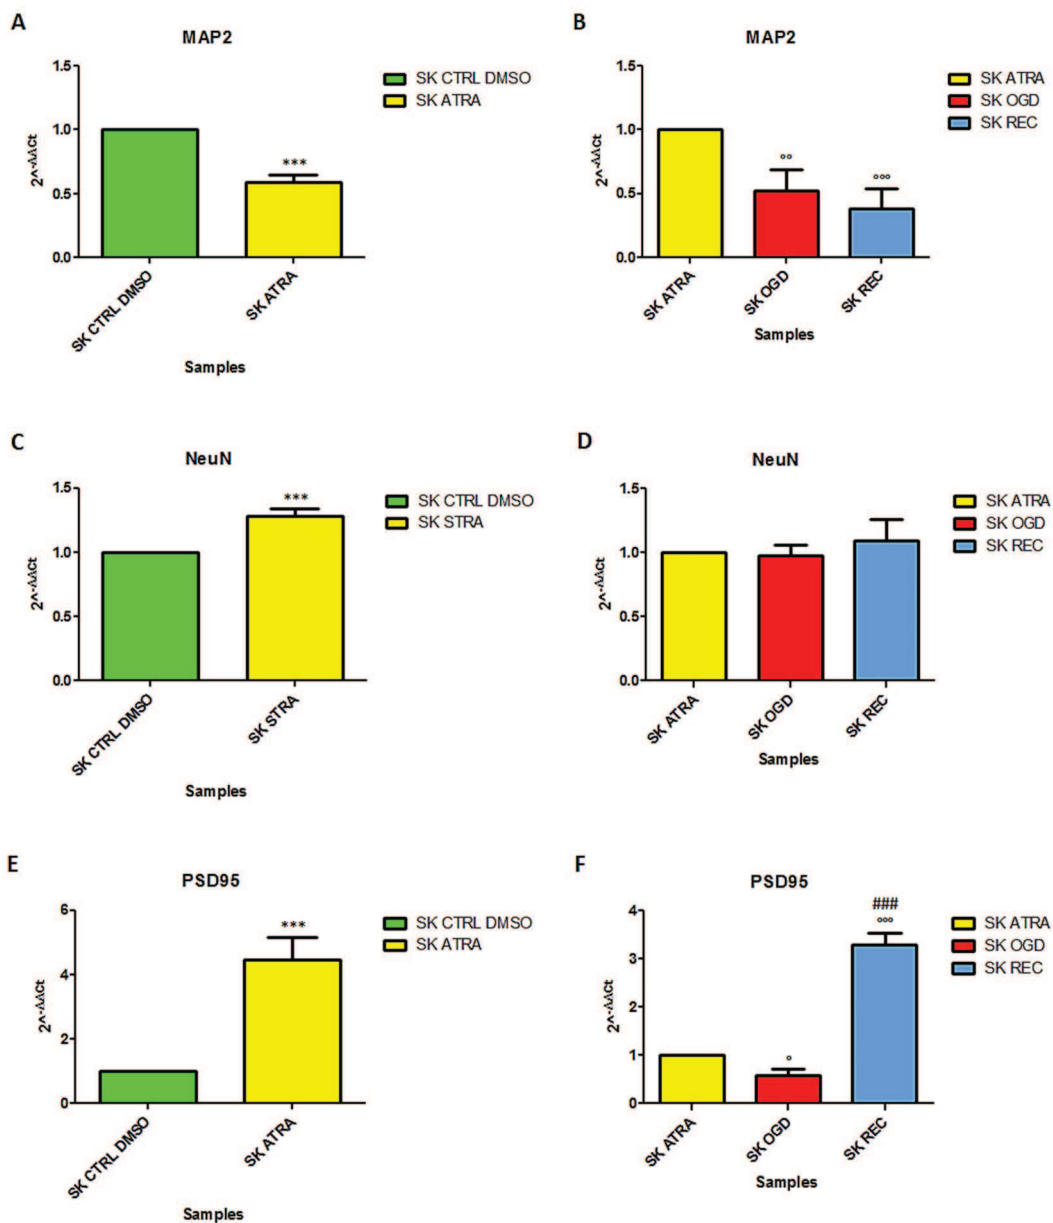 A
MAP2
1.5
1.0
0.5
0.0
2^-ΔΔCt
***
SK CTRL DMSO
SK ATRA
Samples
SK CTRL DMSO
SK ATRA
B
MAP2
1.5
1.0
0.5
0.0
2^-ΔΔCt
°°
°°°
SK ATRA
SK OGD
SK REC
Samples
SK ATRA
SK OGD
SK REC
C
NeuN
1.5
1.0
0.5
0.0
2^-ΔΔCt
***
SK CTRL DMSO
SK STRA
Samples
SK CTRL DMSO
SK STRA
D
NeuN
1.5
1.0
0.5
0.0
2^-ΔΔCt
SK ATRA
SK OGD
SK REC
Samples
SK ATRA
SK OGD
SK REC
E
PSD95
6
4
2
0
2^-ΔΔCt
***
SK CTRL DMSO
SK ATRA
Samples
SK CTRL DMSO
SK ATRA
F
PSD95
4
3
2
1
0
2^-ΔΔCt
°
###
°°°
SK ATRA
SK OGD
SK REC
Samples
SK ATRA
SK OGD
SK REC